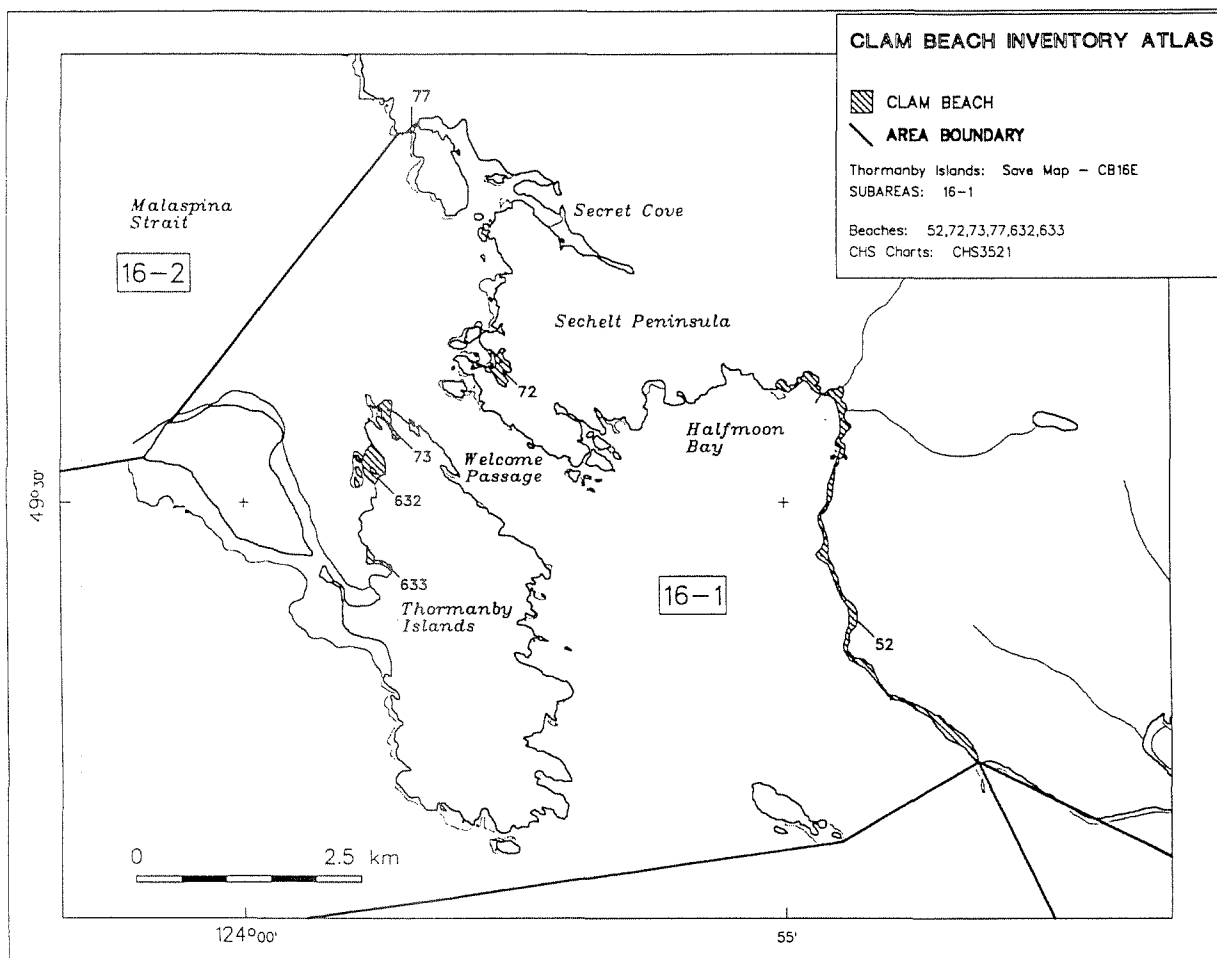 CLAM BEACH INVENTORY ATLAS
CLAM BEACH
AREA BOUNDARY
Thormanby Islands: Save Map - CB16E
SUBAREAS: 16-1
Beaches: 52,72,73,77,632,633
CHS Charts: CHS3521
77
Malaspina
Strait
Secret Cove
16-2
Sechelt Peninsula
72
Halfmoon
Bay
73
Welcome
Passage
632
49°30'
633
16-1
Thormanby
Islands
52
0 2.5 km
124°00'
55'